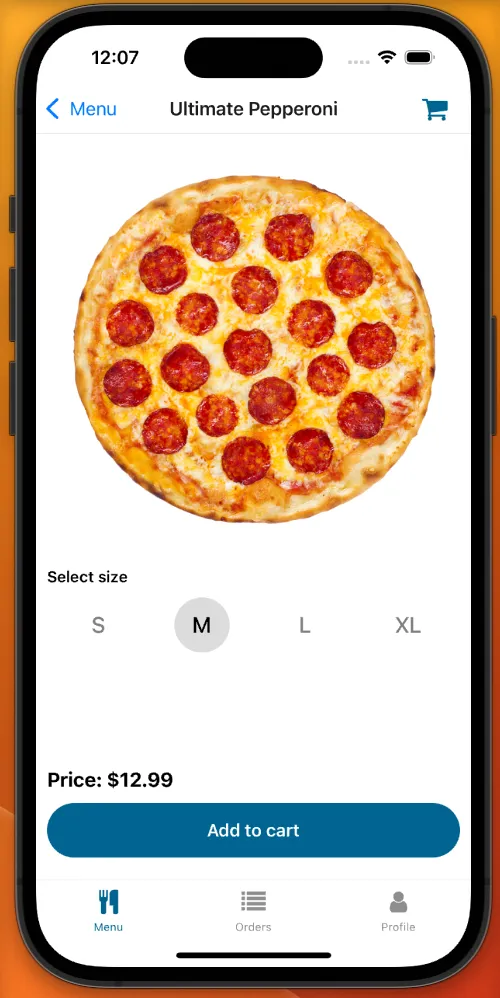 12:07
Menu Ultimate Pepperoni
Select size
S M L XL
Price: $12.99
Add to cart
Menu Orders Profile